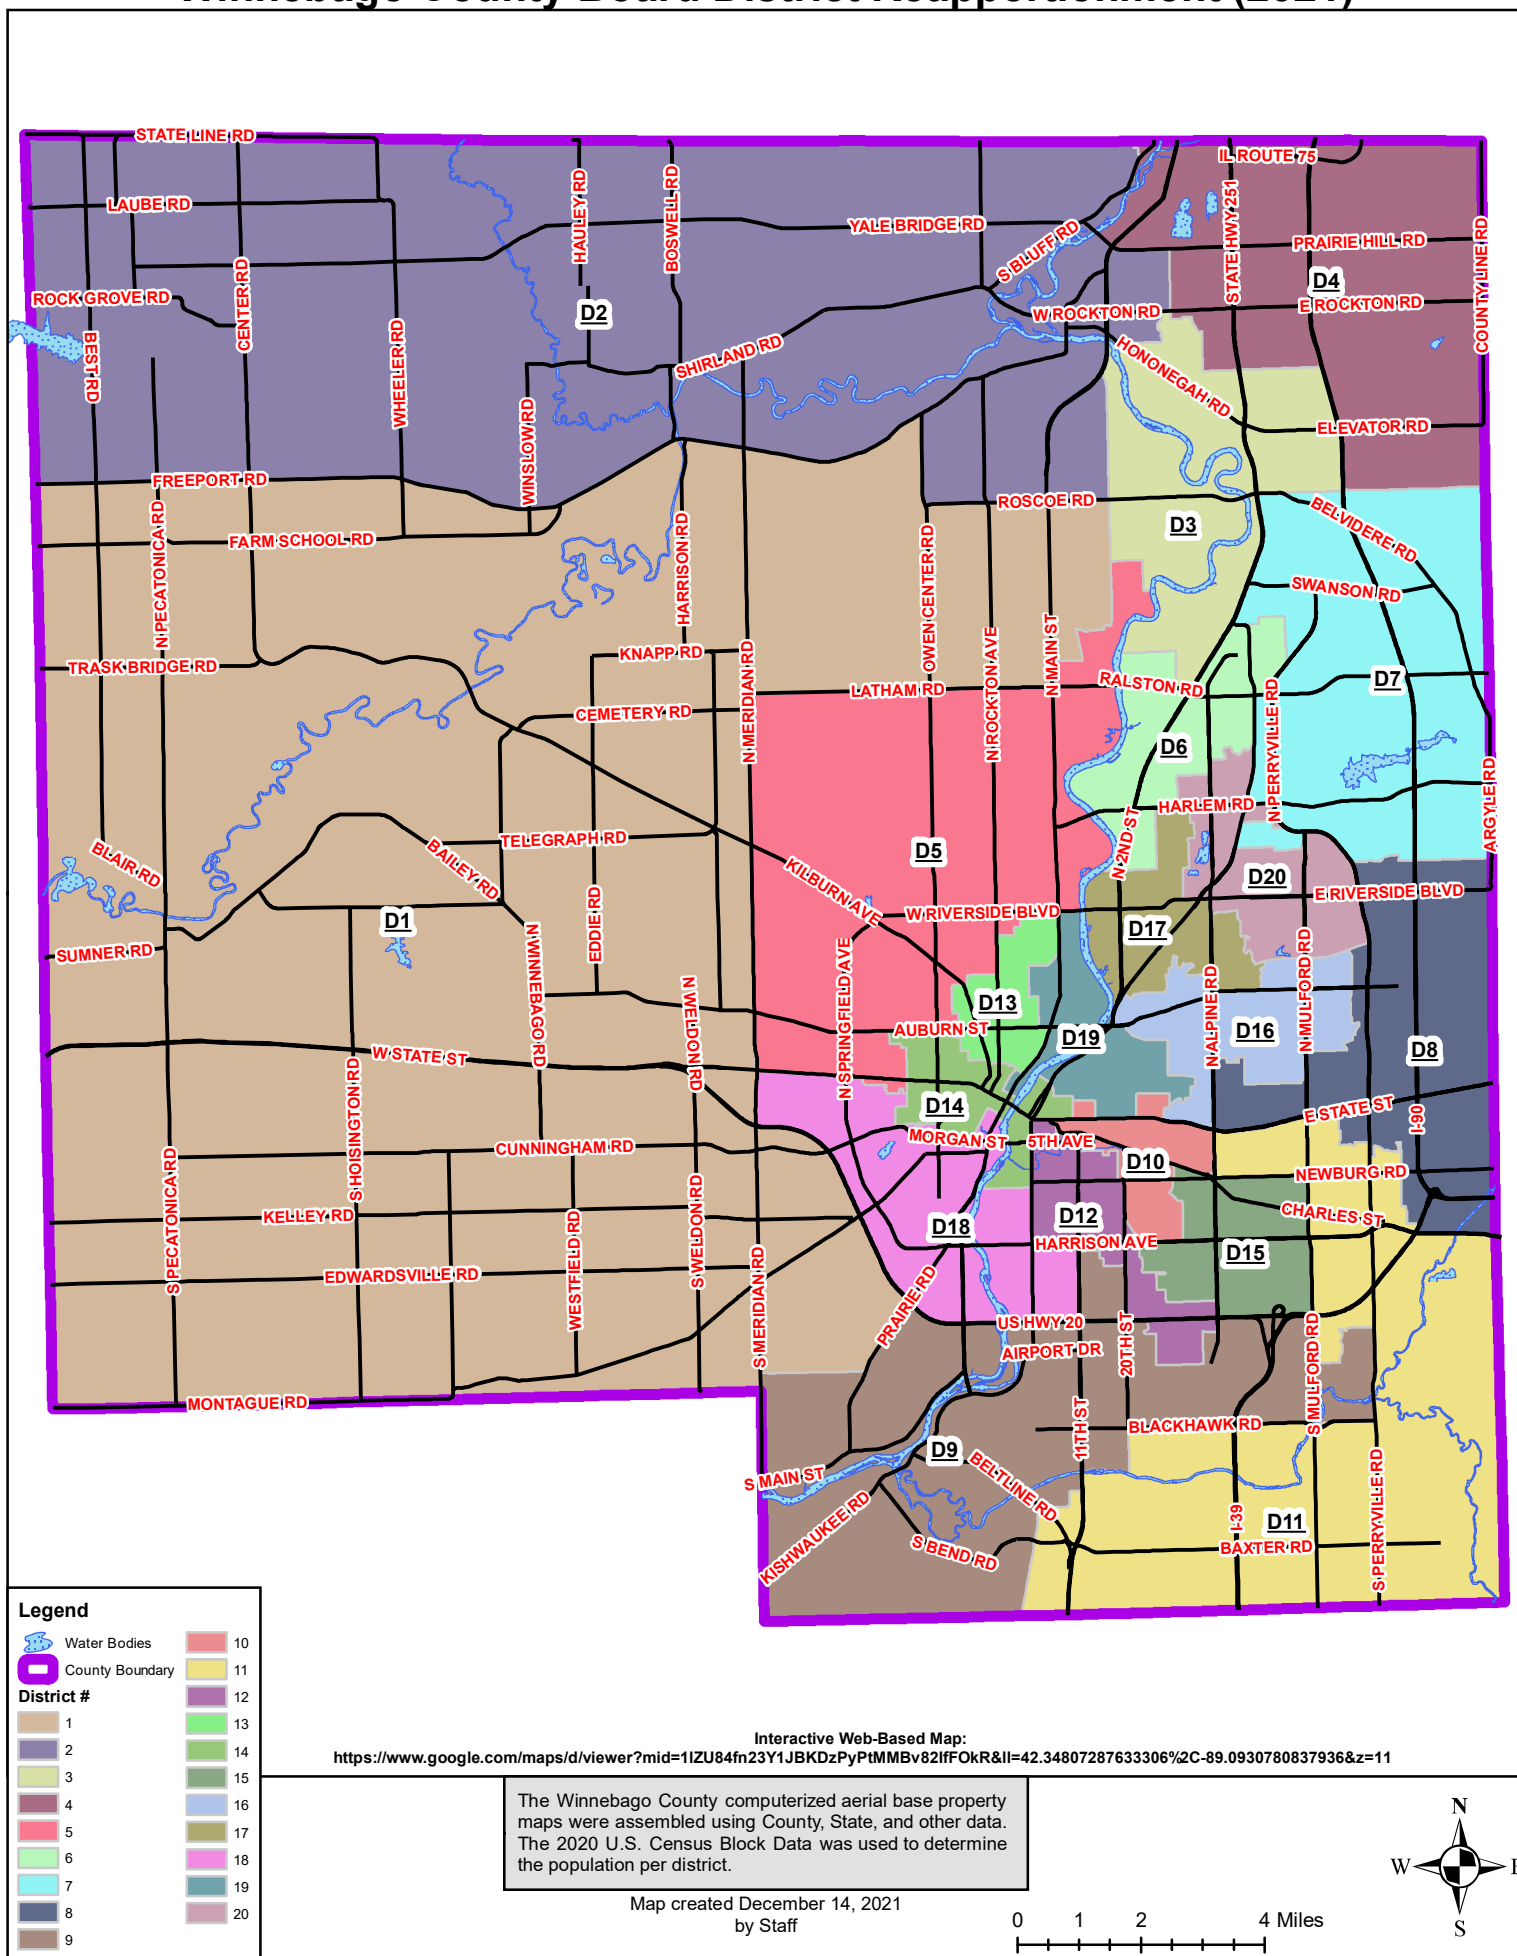 Winnebago County Board District Reapportionment (2021)
STATE LINE RD
IL ROUTE 75
LAUBE RD
HAULEY RD
BOSWELL RD
YALE BRIDGE RD
S BLUFF RD
STATE HWY 251
PRAIRIE HILL RD
COUNTY LINE RD
CENTER RD
ROCK GROVE RD
D2
D4
W ROCKTON RD
E ROCKTON RD
BEST RD
WHEELER RD
SHIRLAND RD
HONONEGAH RD
WINSLOW RD
ELEVATOR RD
FREEPORT RD
ROSCOE RD
N PECATONICA RD
FARM SCHOOL RD
HARRISON RD
OWEN CENTER RD
D3
BELVIDERE RD
SWANSON RD
N ROCKTON AVE
N MAIN ST
TRASK BRIDGE RD
KNAPP RD
N MERIDIAN RD
LATHAM RD
RALSTON RD
D7
CEMETERY RD
N PERRYVILLE RD
D6
HARLEM RD
ARGYLE RD
TELEGRAPH RD
BLAIR RD
BAILEY RD
D5
KILBURN AVE
N 2ND ST
D20
E RIVERSIDE BLVD
W RIVERSIDE BLVD
D1
EDDIE RD
D17
SUMNER RD
N WINNEBAGO RD
N WELDON RD
N SPRINGFIELD AVE
N ALPINE RD
N MULFORD RD
D13
AUBURN ST
D19
D16
D8
W STATE ST
S HOISINGTON RD
D14
E STATE ST
I-90
MORGAN ST
5TH AVE
CUNNINGHAM RD
D10
NEWBURG RD
S PECATONICA RD
KELLEY RD
S WELDON RD
D18
D12
CHARLES ST
HARRISON AVE
D15
EDWARDSVILLE RD
WESTFIELD RD
S MERIDIAN RD
PRAIRIE RD
US HWY 20
AIRPORT DR
20TH ST
S MULFORD RD
MONTAGUE RD
11TH ST
BLACKHAWK RD
D9
S MAIN ST
BELTLINE RD
S PERRYVILLE RD
KISHWAUKEE RD
I-39
D11
S BEND RD
BAXTER RD
Legend
Water Bodies
County Boundary
District #
1
2
3
4
5
6
7
8
9
10
11
12
13
14
15
16
17
18
19
20
Interactive Web-Based Map:
https://www.google.com/maps/d/viewer?mid=1IZU84fn23Y1JBKDzPyPtMMBv82IfFOkR&ll=42.34807287633306%2C-89.0930780837936&z=11
The Winnebago County computerized aerial base property
maps were assembled using County, State, and other data.
The 2020 U.S. Census Block Data was used to determine
the population per district.
Map created December 14, 2021
by Staff
0 1 2 4 Miles
N
W E
S